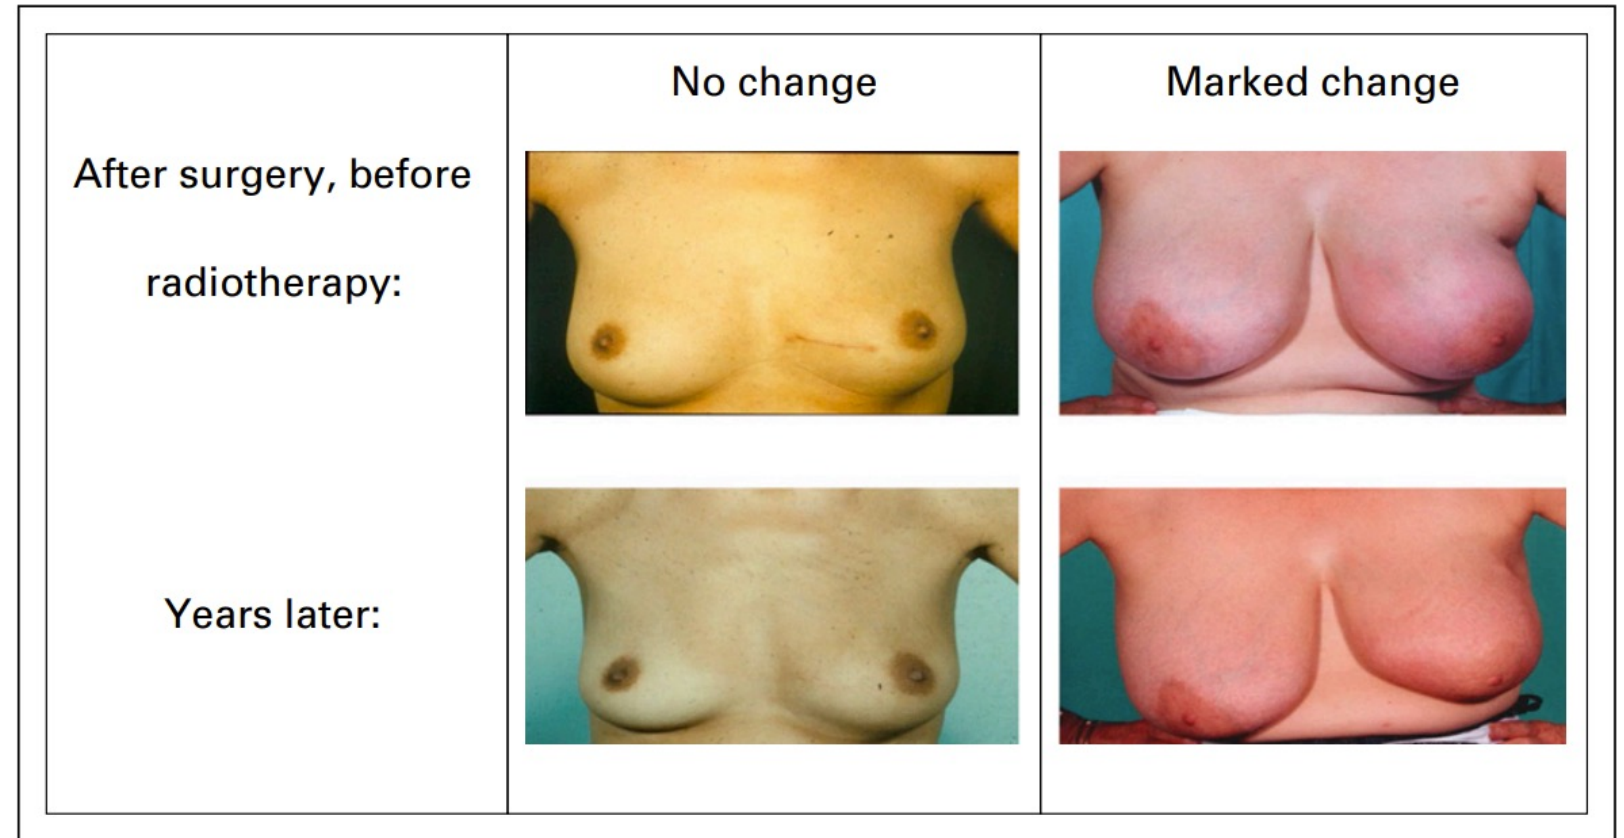 No change
Marked change
After surgery, before
radiotherapy:
Years later: